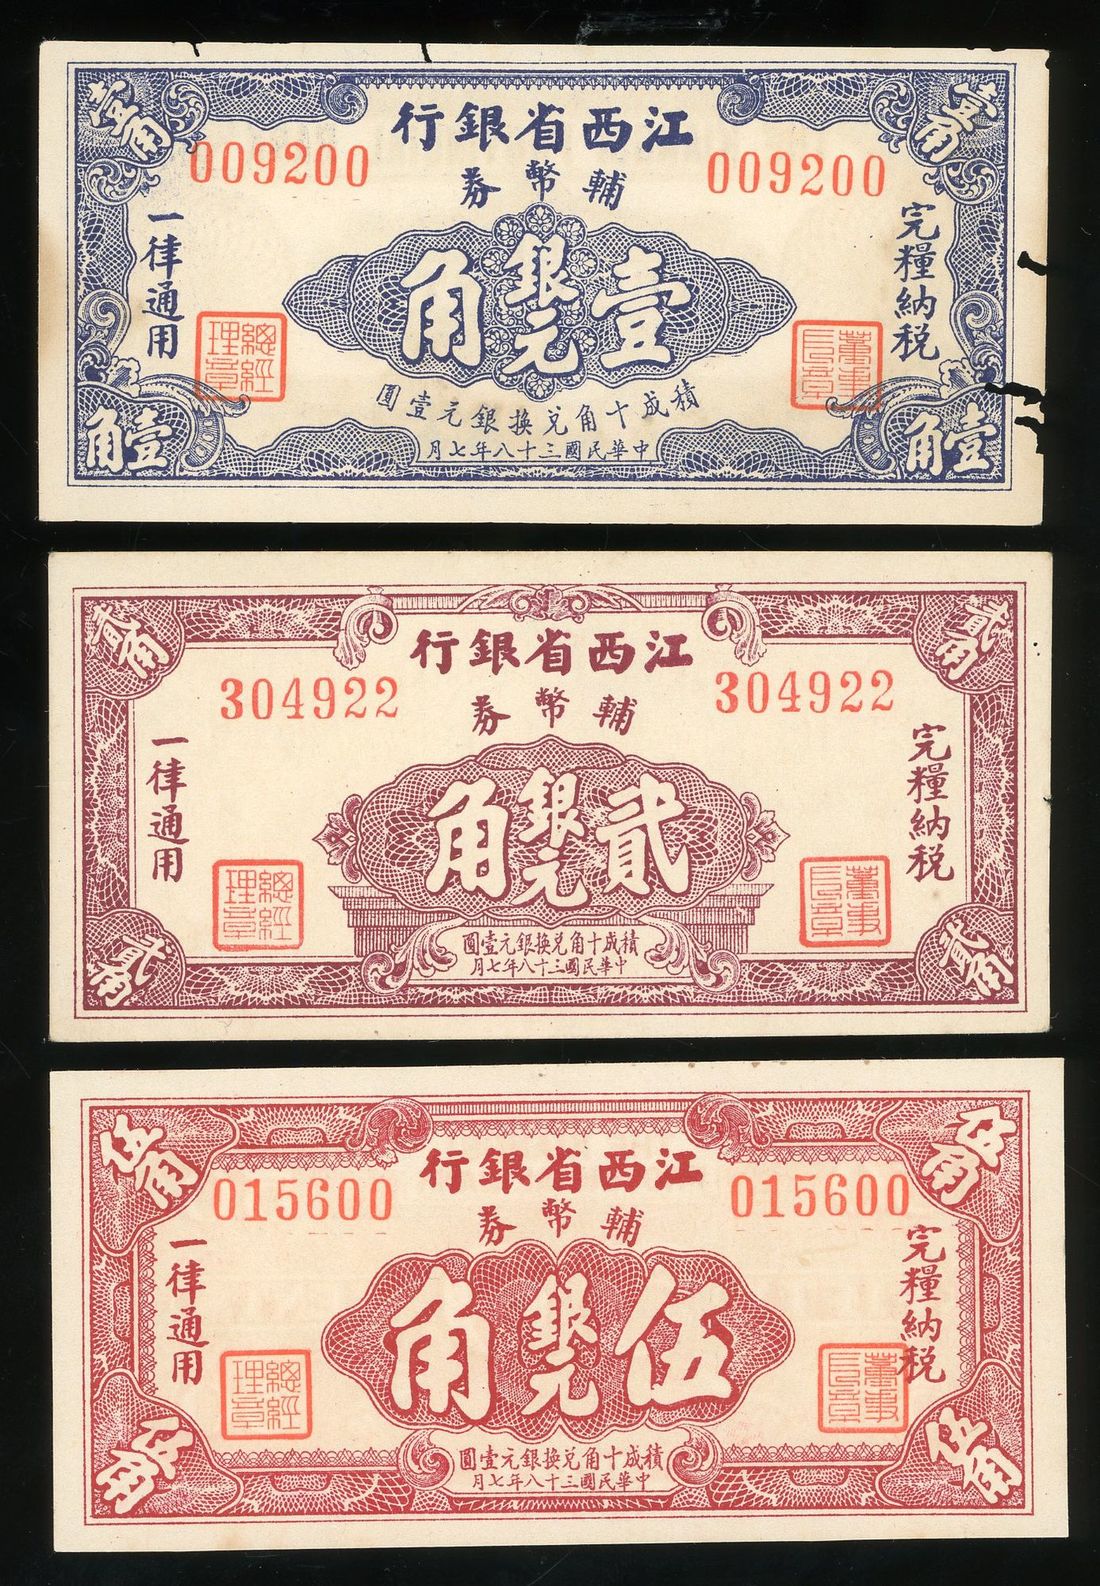 江西省銀行
輔幣券
009200
009200
壹角
壹角
完糧納税
一律通用
壹銀元角
積成十角兑換銀元壹圓
中華民國三十八年七月
董事長章
總經理章
壹角
壹角
江西省銀行
輔幣券
304922
304922
貳角
貳角
完糧納税
一律通用
貳銀元角
積成十角兑換銀元壹圓
中華民國三十八年七月
董事長章
總經理章
貳角
貳角
江西省銀行
輔幣券
015600
015600
伍角
伍角
完糧納税
一律通用
伍銀元角
積成十角兑換銀元壹圓
中華民國三十八年七月
董事長章
總經理章
伍角
伍角